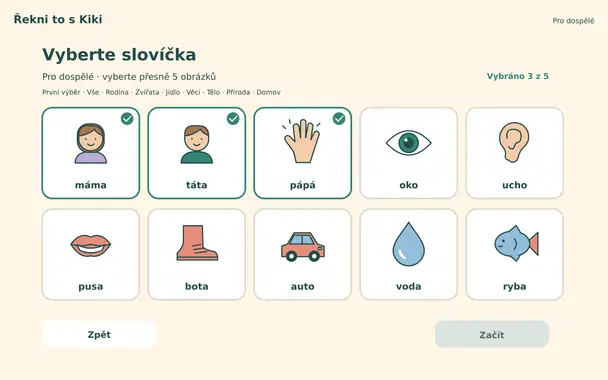 Řekni to s Kiki
Pro dospělé
Vyberte slovíčka
Pro dospělé · vyberte přesně 5 obrázků
Vybráno 3 z 5
První výběr · Vše · Rodina · Zvířata · Jídlo · Věci · Tělo · Příroda · Domov
máma
táta
pápá
oko
ucho
pusa
bota
auto
voda
ryba
Zpět
Začít